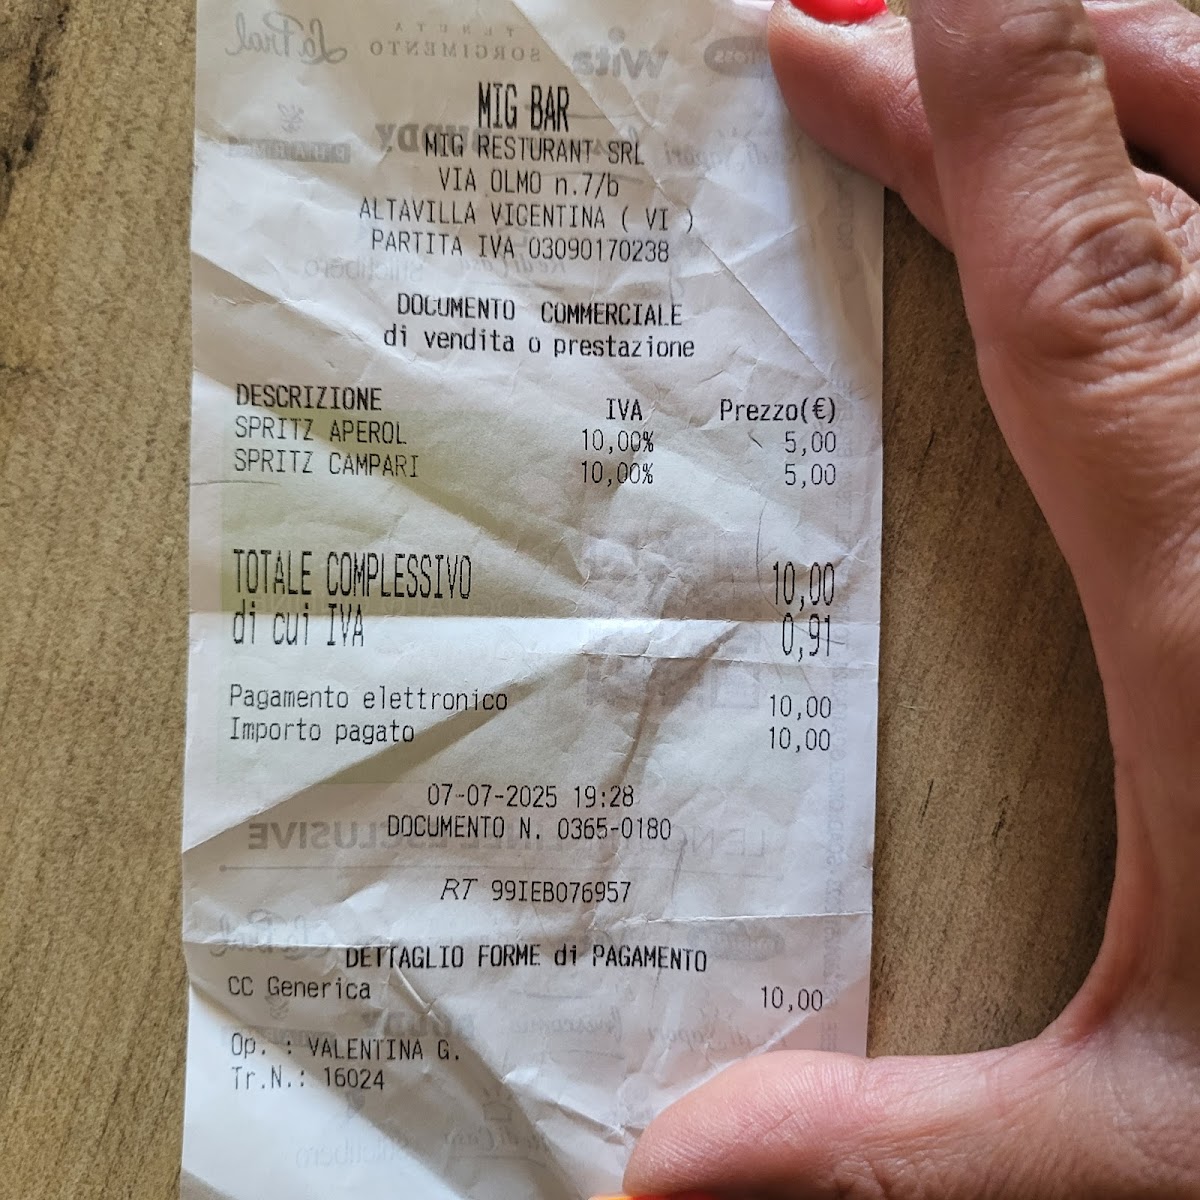 MIG BAR
MIG RESTURANT SRL
VIA OLMO n.7/b
ALTAVILLA VICENTINA ( VI )
PARTITA IVA 03090170238
DOCUMENTO COMMERCIALE
di vendita o prestazione
DESCRIZIONE IVA Prezzo(€)
SPRITZ APEROL 10,00% 5,00
SPRITZ CAMPARI 10,00% 5,00
TOTALE COMPLESSIVO 10,00
di cui IVA 0,91
Pagamento elettronico 10,00
Importo pagato 10,00
07-07-2025 19:28
DOCUMENTO N. 0365-0180
RT 99IEB076957
DETTAGLIO FORME di PAGAMENTO
CC Generica 10,00
Op. : VALENTINA G.
Tr.N.: 16024